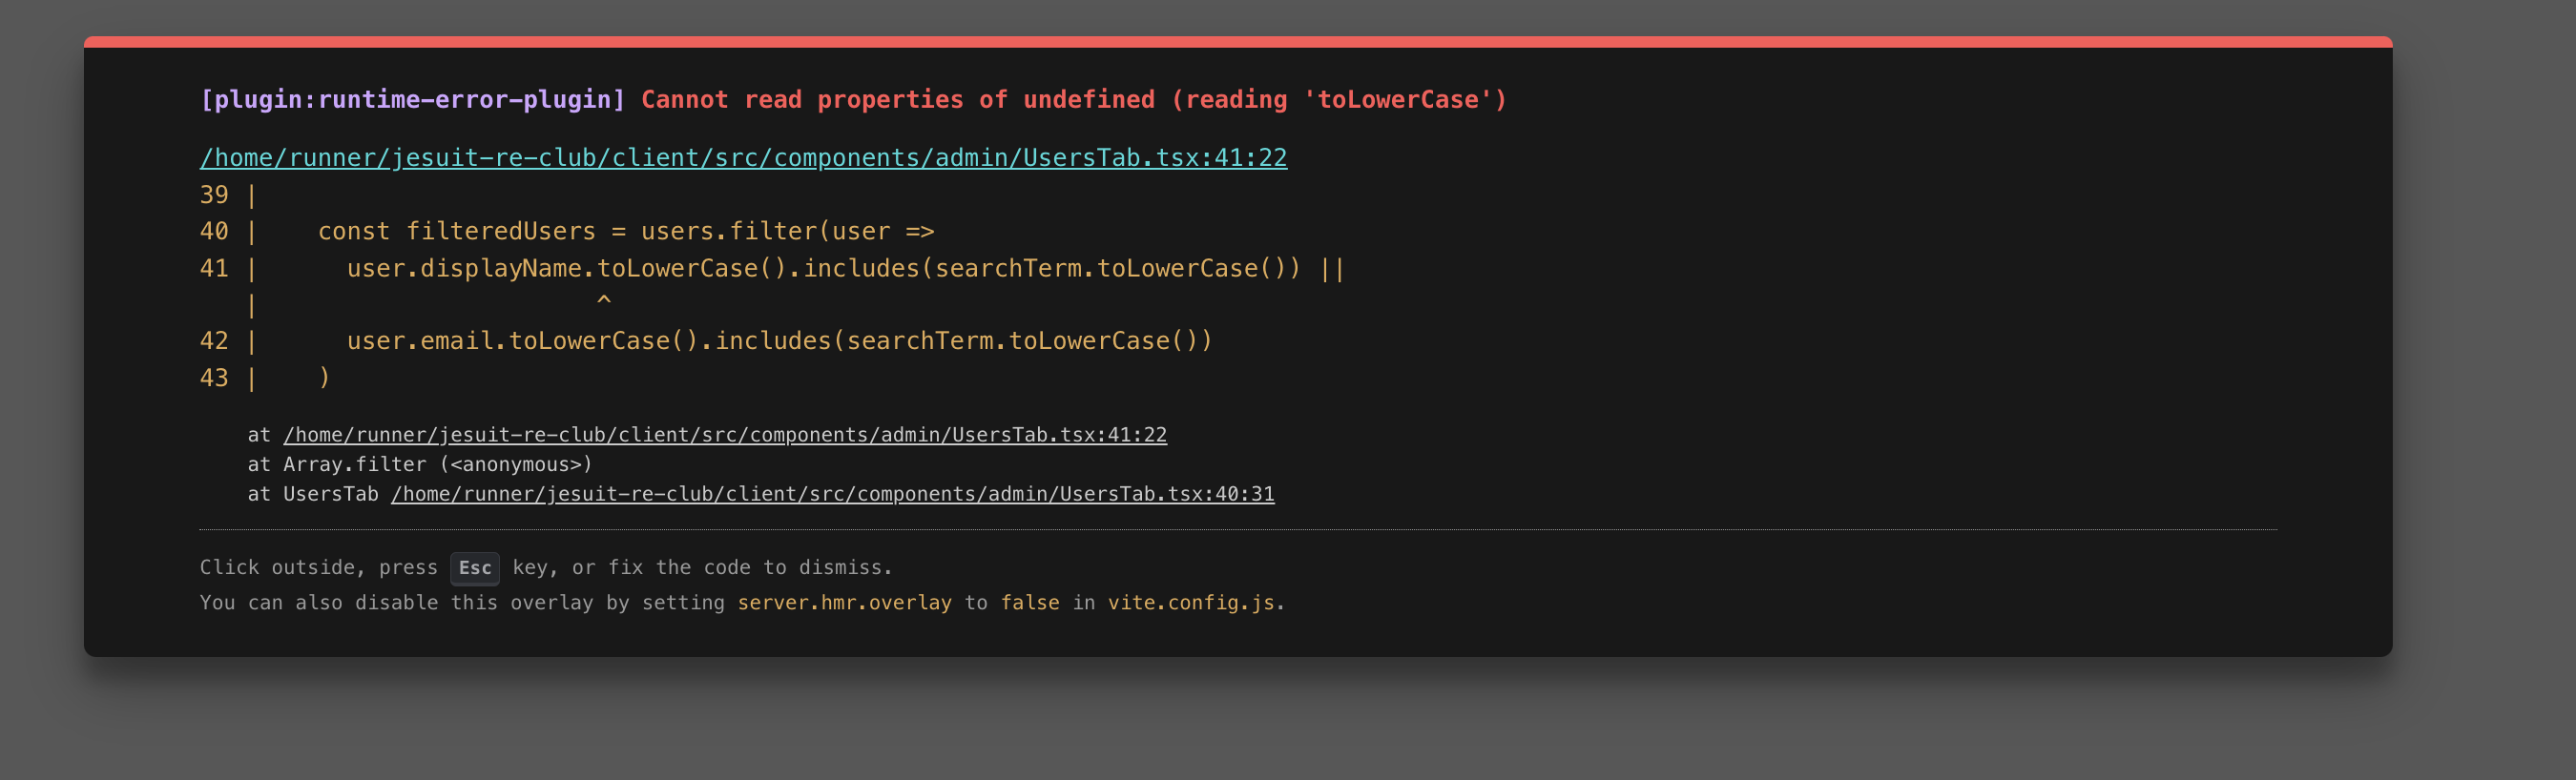 [plugin:runtime-error-plugin] Cannot read properties of undefined (reading 'toLowerCase')
/home/runner/jesuit-re-club/client/src/components/admin/UsersTab.tsx:41:22
39 |
40 |    const filteredUsers = users.filter(user =>
41 |      user.displayName.toLowerCase().includes(searchTerm.toLowerCase()) ||
   |                       ^
42 |      user.email.toLowerCase().includes(searchTerm.toLowerCase())
43 |    )
    at /home/runner/jesuit-re-club/client/src/components/admin/UsersTab.tsx:41:22
    at Array.filter (<anonymous>)
    at UsersTab /home/runner/jesuit-re-club/client/src/components/admin/UsersTab.tsx:40:31
Click outside, press Esc key, or fix the code to dismiss.
You can also disable this overlay by setting server.hmr.overlay to false in vite.config.js.